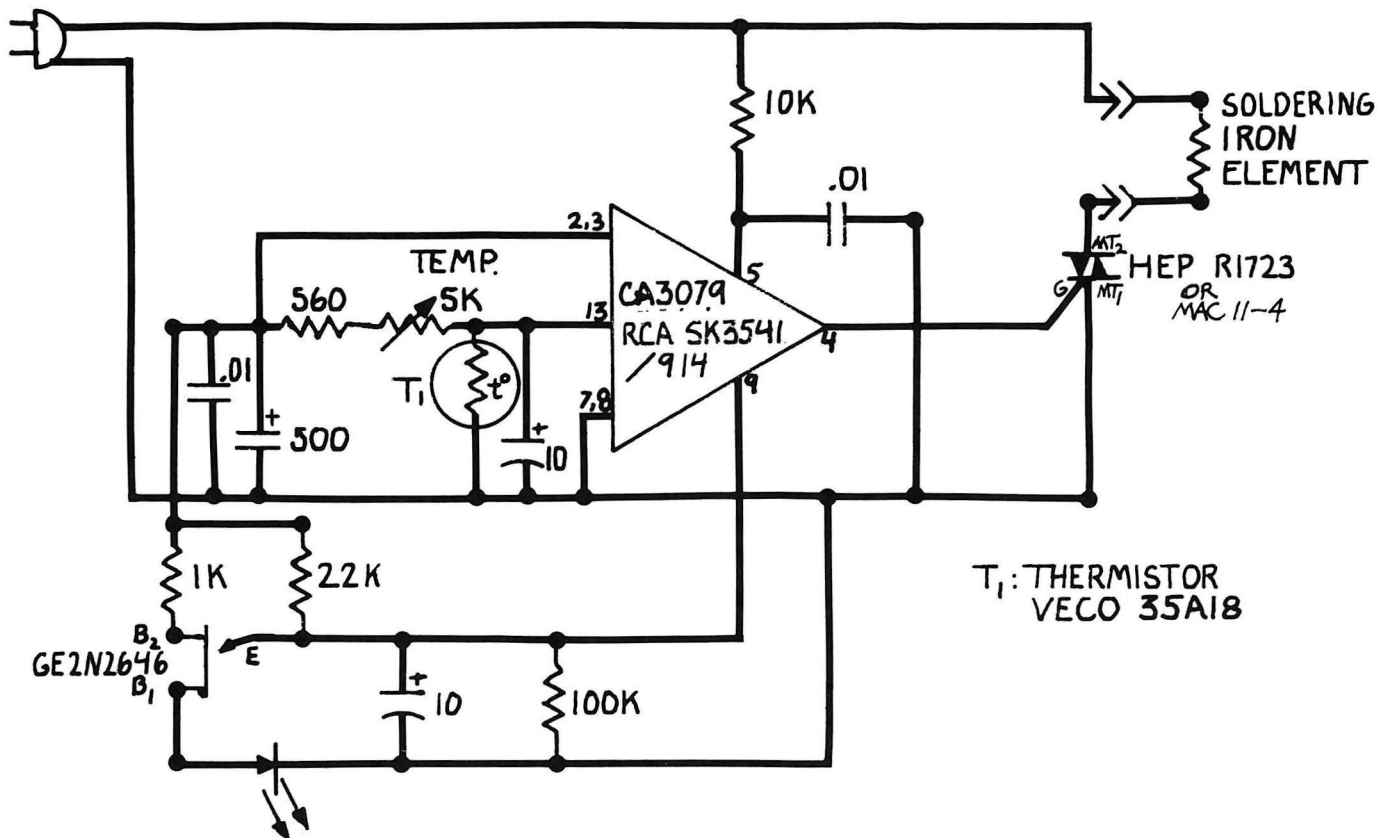 10K
SOLDERING
IRON
ELEMENT
.01
2,3
TEMP.
5
MT2
HEP R1723
OR
MAC 11-4
G
MT1
560
5K
CA3079
13
RCA SK3541
/914
4
.01
T1
t°
9
7,8
+
500
+
10
1K
22K
T1: THERMISTOR
VECO 35A18
B2
E
GE2N2646
B1
+
10
100K